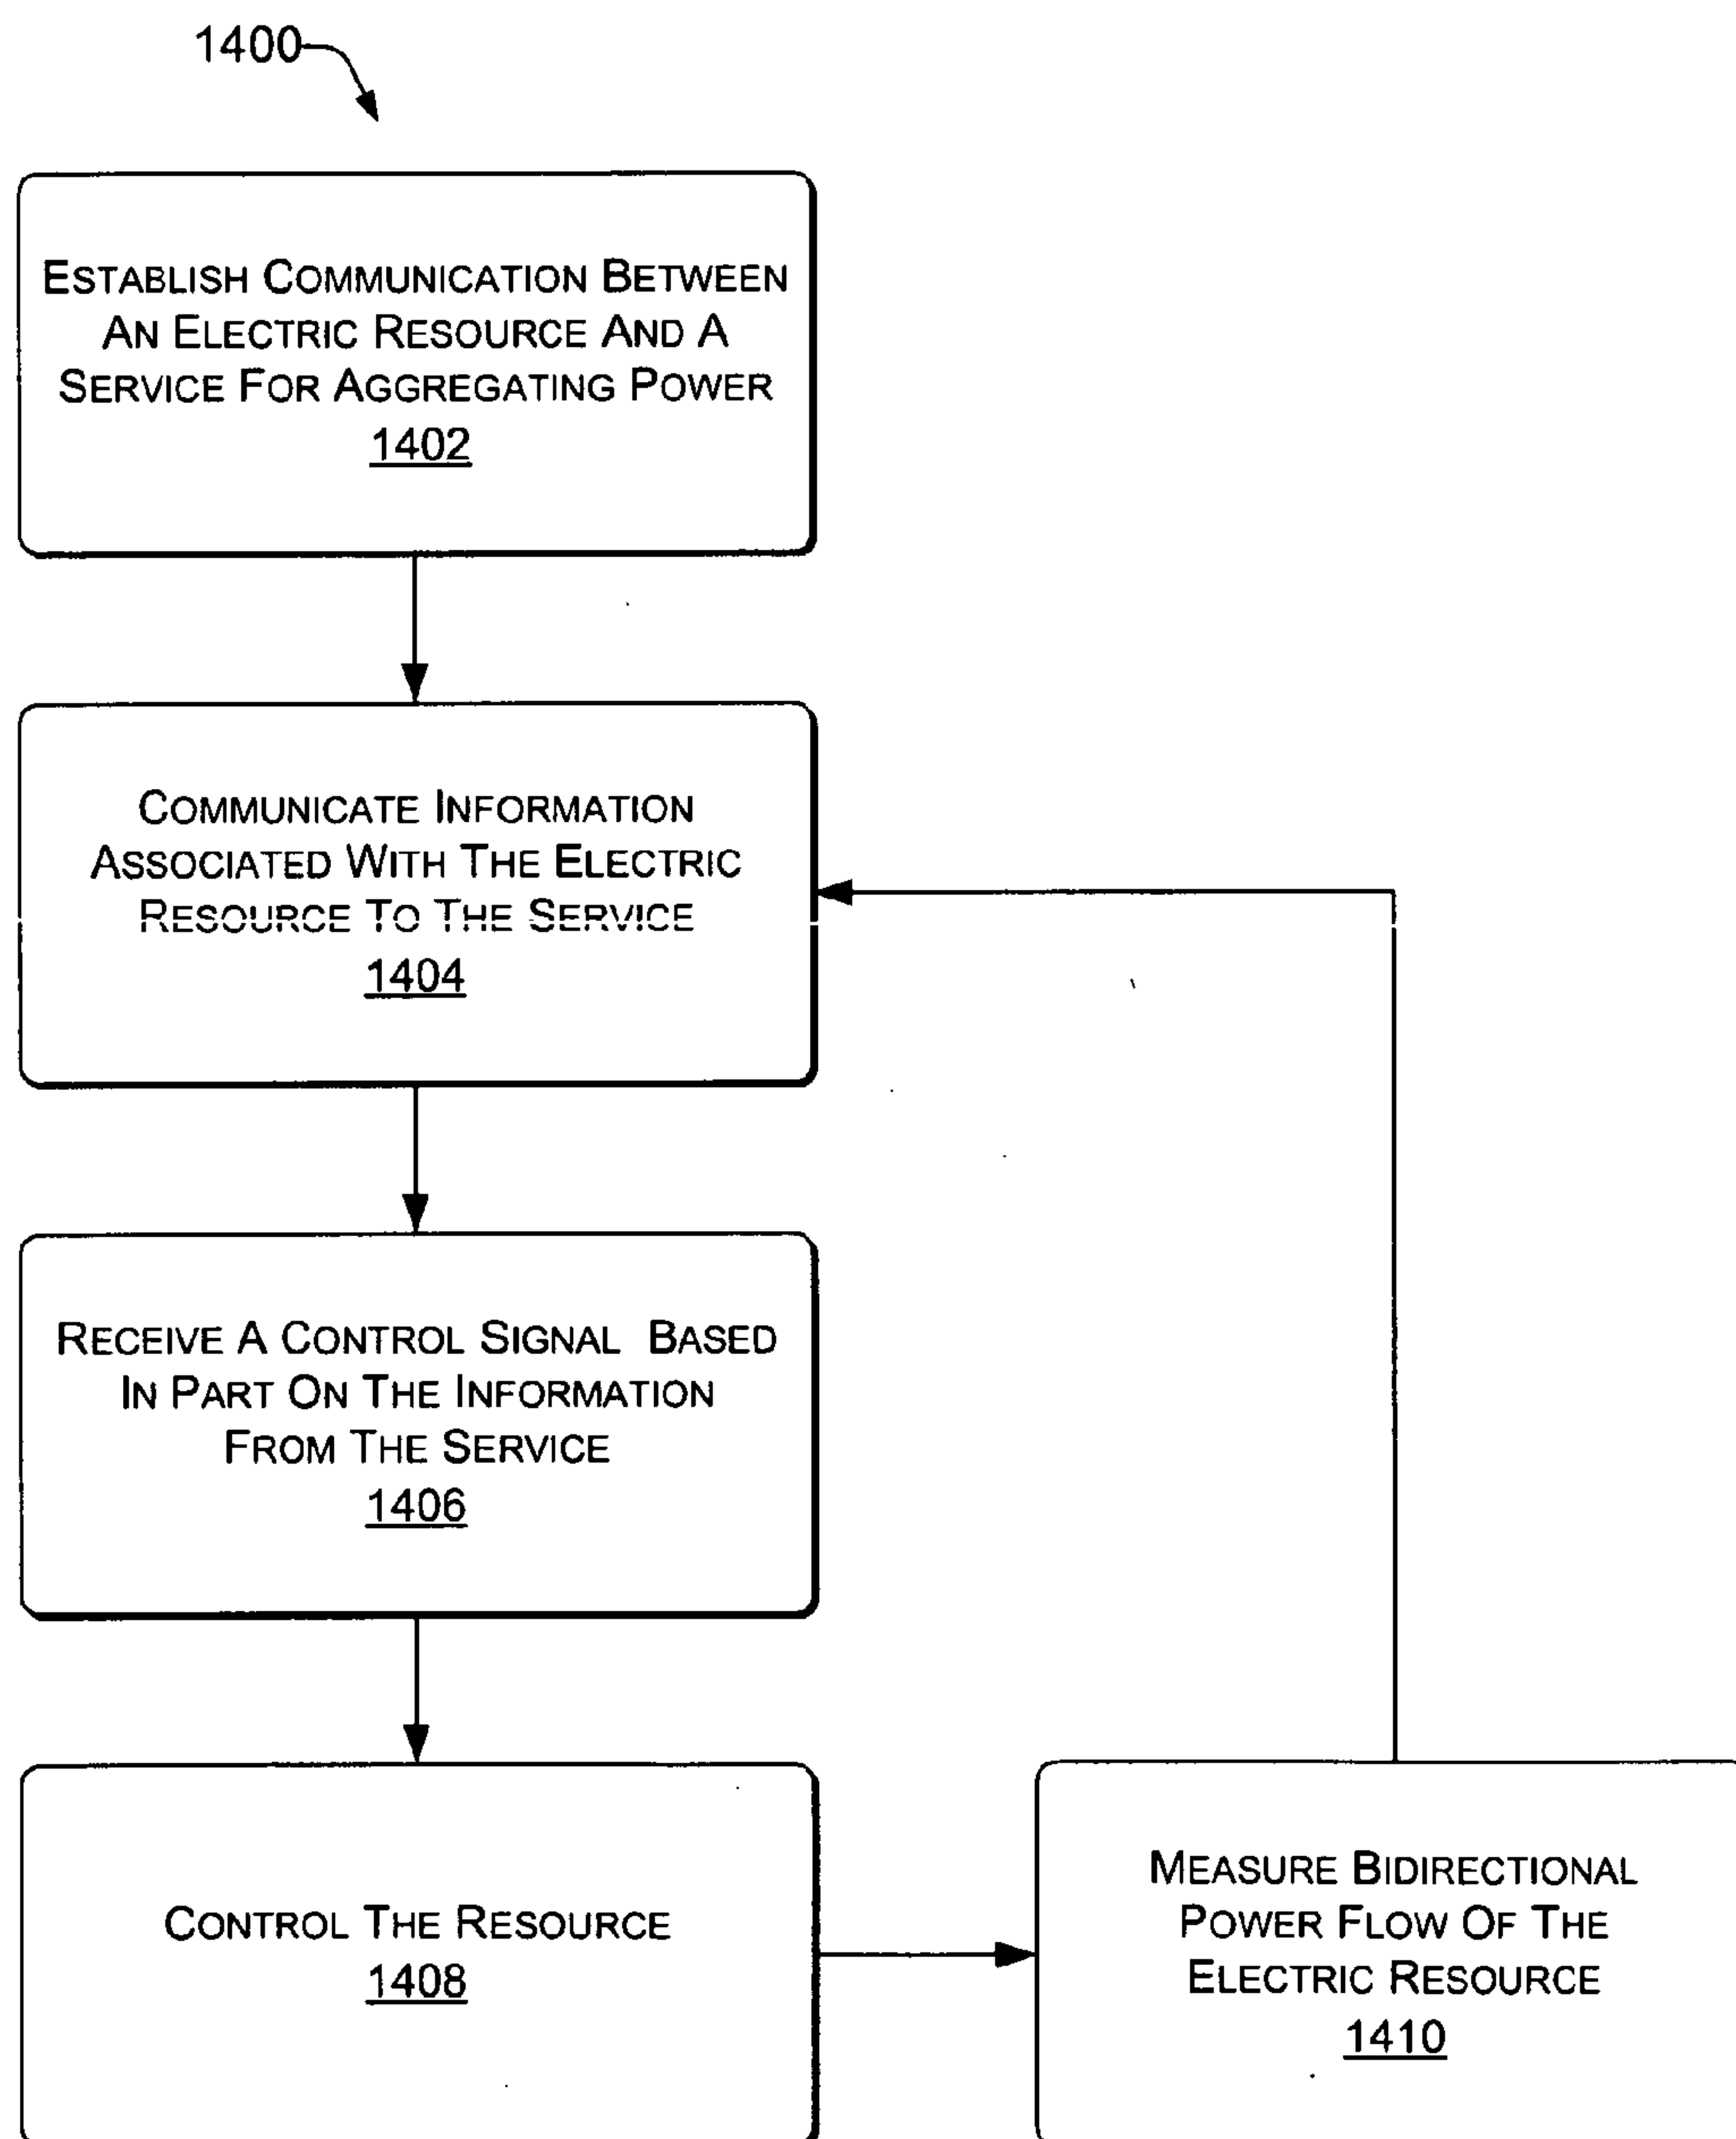 1400
ESTABLISH COMMUNICATION BETWEEN
AN ELECTRIC RESOURCE AND A
SERVICE FOR AGGREGATING POWER
1402
COMMUNICATE INFORMATION
ASSOCIATED WITH THE ELECTRIC
RESOURCE TO THE SERVICE
1404
RECEIVE A CONTROL SIGNAL BASED
IN PART ON THE INFORMATION
FROM THE SERVICE
1406
CONTROL THE RESOURCE
1408
MEASURE BIDIRECTIONAL
POWER FLOW OF THE
ELECTRIC RESOURCE
1410